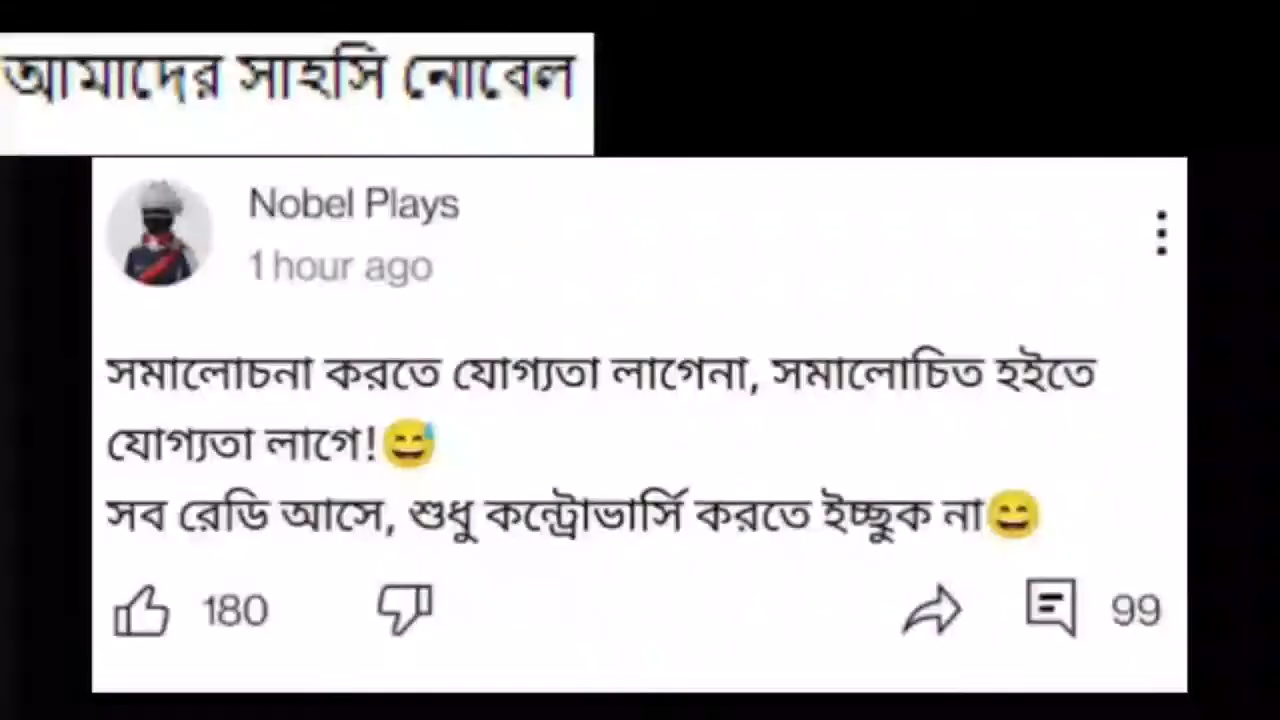 আমাদের সাহসি নোবেল
Nobel Plays
1 hour ago
সমালোচনা করতে যোগ্যতা লাগেনা, সমালোচিত হইতে
যোগ্যতা লাগে!😅
সব রেডি আসে, শুধু কন্ট্রোভার্সি করতে ইচ্ছুক না😄
180
99